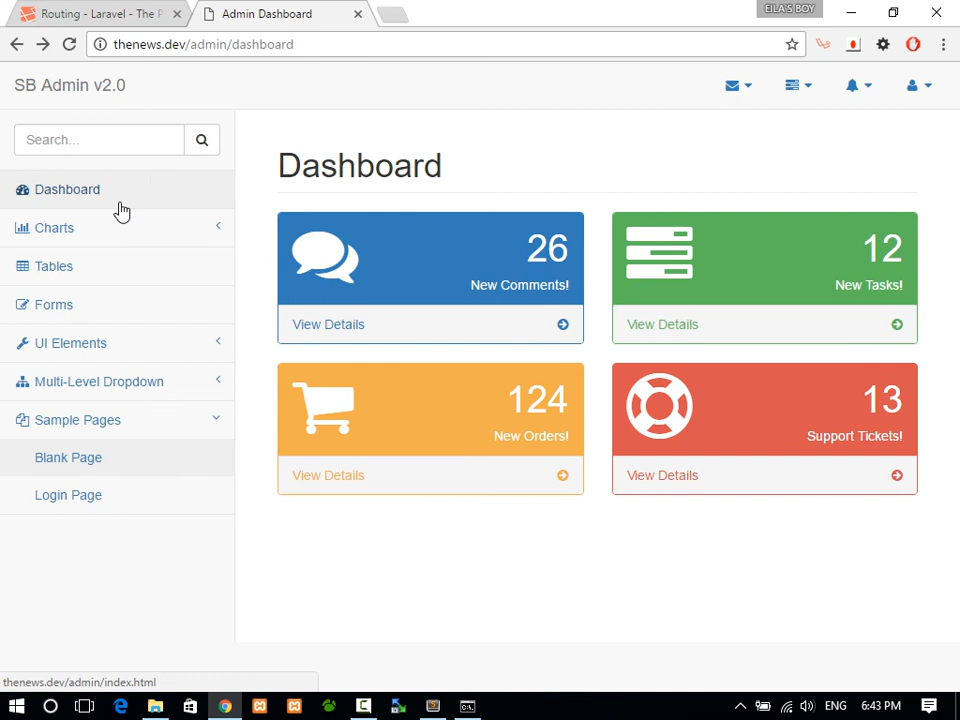 Routing - Laravel - The P
Admin Dashboard
EILA'S BOY
thenews.dev/admin/dashboard
SB Admin v2.0
Search...
Dashboard
Charts
Tables
Forms
UI Elements
Multi-Level Dropdown
Sample Pages
Blank Page
Login Page
Dashboard
26
New Comments!
View Details
12
New Tasks!
View Details
124
New Orders!
View Details
13
Support Tickets!
View Details
thenews.dev/admin/index.html
ENG
6:43 PM